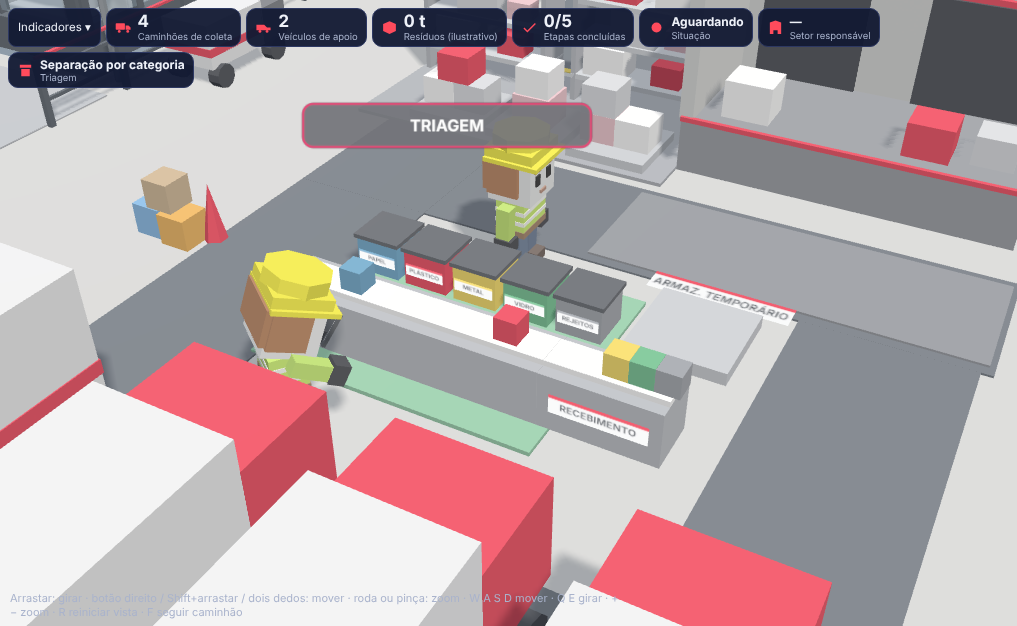 Indicadores ▾
4
Caminhões de coleta
2
Veículos de apoio
0 t
Resíduos (ilustrativo)
0/5
Etapas concluídas
Aguardando
Situação
—
Setor responsável
Separação por categoria
Triagem
TRIAGEM
PAPEL
PLÁSTICO
METAL
VIDRO
REJEITOS
ARMAZ. TEMPORÁRIO
RECEBIMENTO
Arrastar: girar · botão direito / Shift+arrastar / dois dedos: mover · roda ou pinça: zoom · W A S D mover · Q E girar · +
− zoom · R reiniciar vista · F seguir caminhão